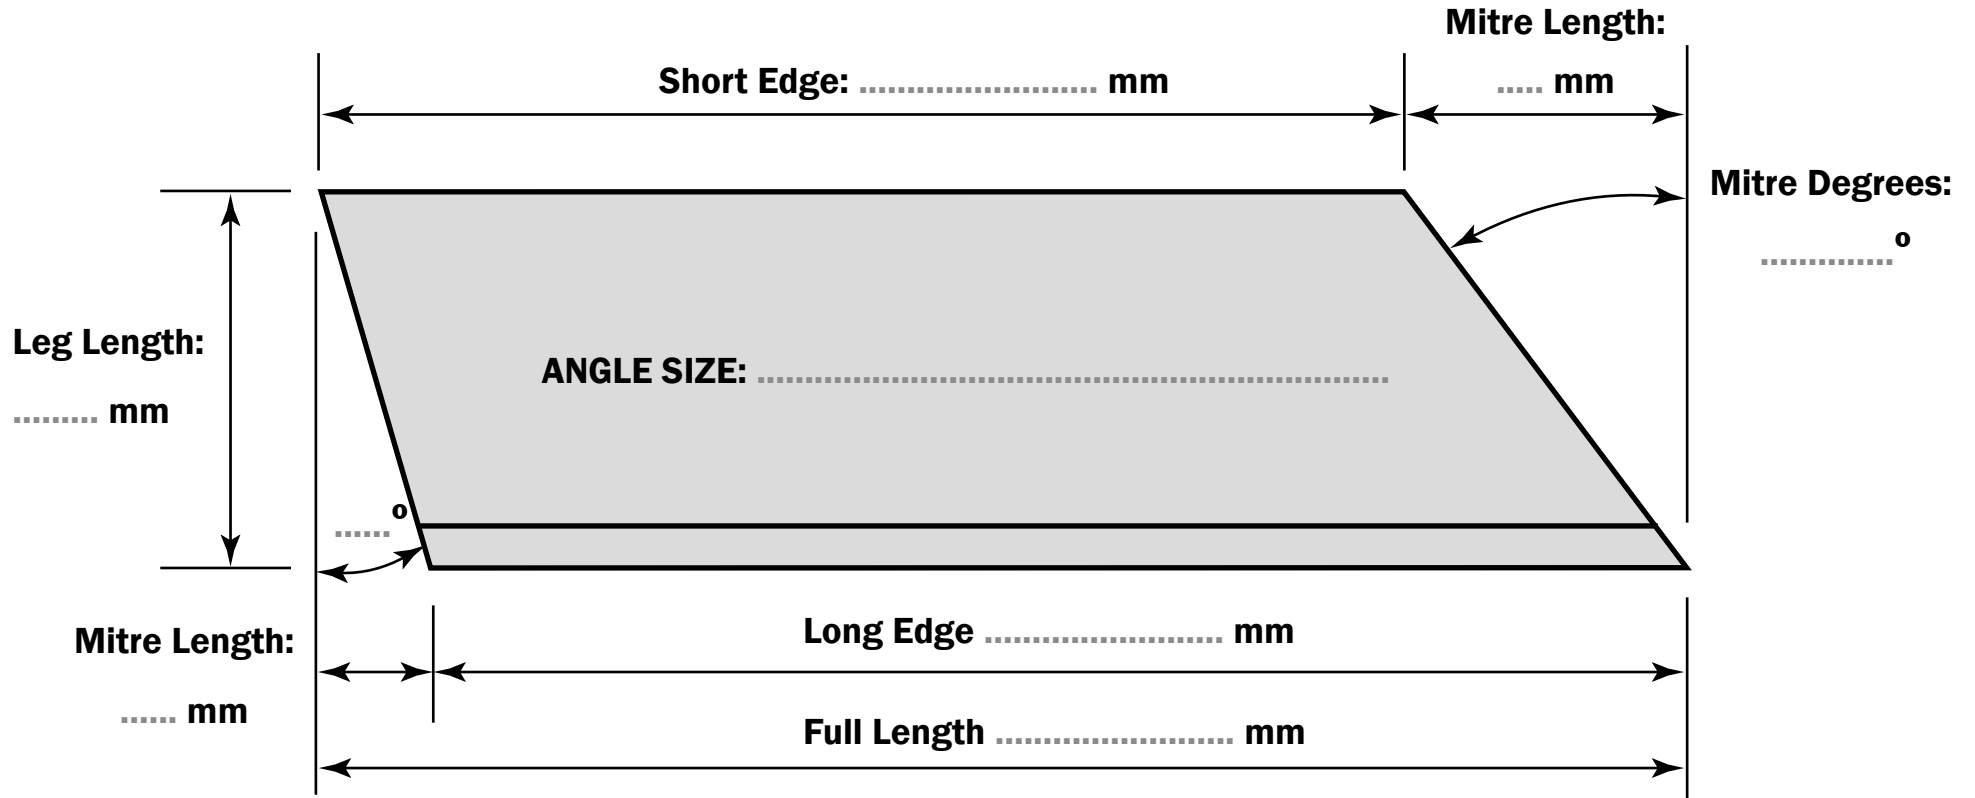 Mitre Length:
Short Edge: ......................... mm
..... mm
Mitre Degrees:
..............º
Leg Length:
ANGLE SIZE: ..................................................................
......... mm
......º
Long Edge ......................... mm
Mitre Length:
...... mm
Full Length ......................... mm